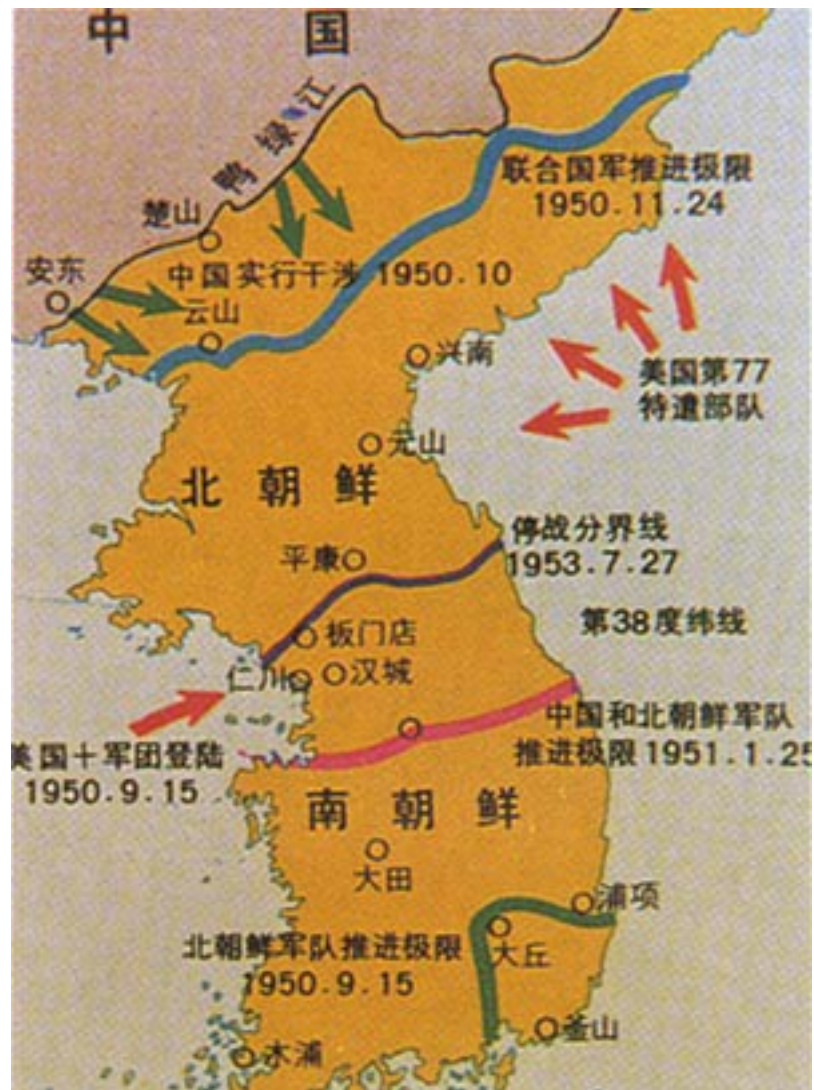 中 国
鸭绿江
联合国军推进极限
1950.11.24
楚山
安东
中国实行干涉 1950.10
云山
兴南
美国第77
特遣部队
元山
北朝鲜
停战分界线
1953.7.27
平康
第38度纬线
板门店
仁川
汉城
中国和北朝鲜军队
推进极限1951.1.25
美国十军团登陆
1950.9.15
南朝鲜
大田
浦项
北朝鲜军队推进极限
1950.9.15
大丘
釜山
木浦